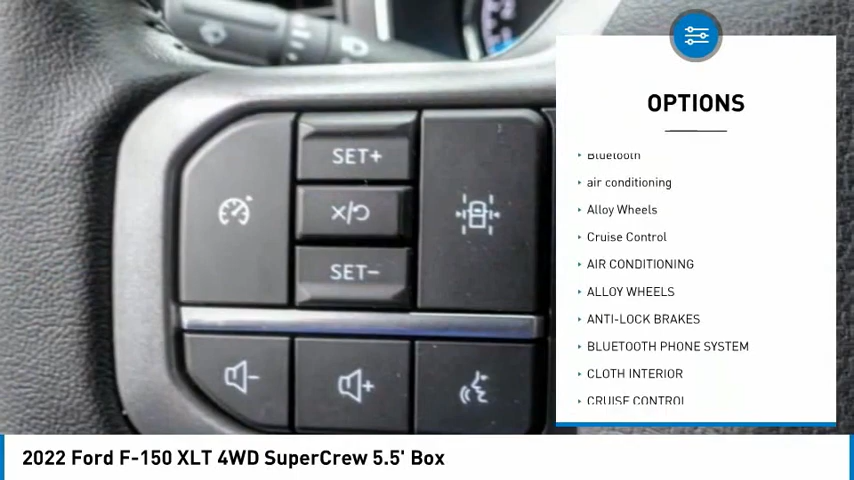 SET+
X/
SET-
OPTIONS
Bluetooth
air conditioning
Alloy Wheels
Cruise Control
AIR CONDITIONING
ALLOY WHEELS
ANTI-LOCK BRAKES
BLUETOOTH PHONE SYSTEM
CLOTH INTERIOR
CRUISE CONTROL
2022 Ford F-150 XLT 4WD SuperCrew 5.5' Box